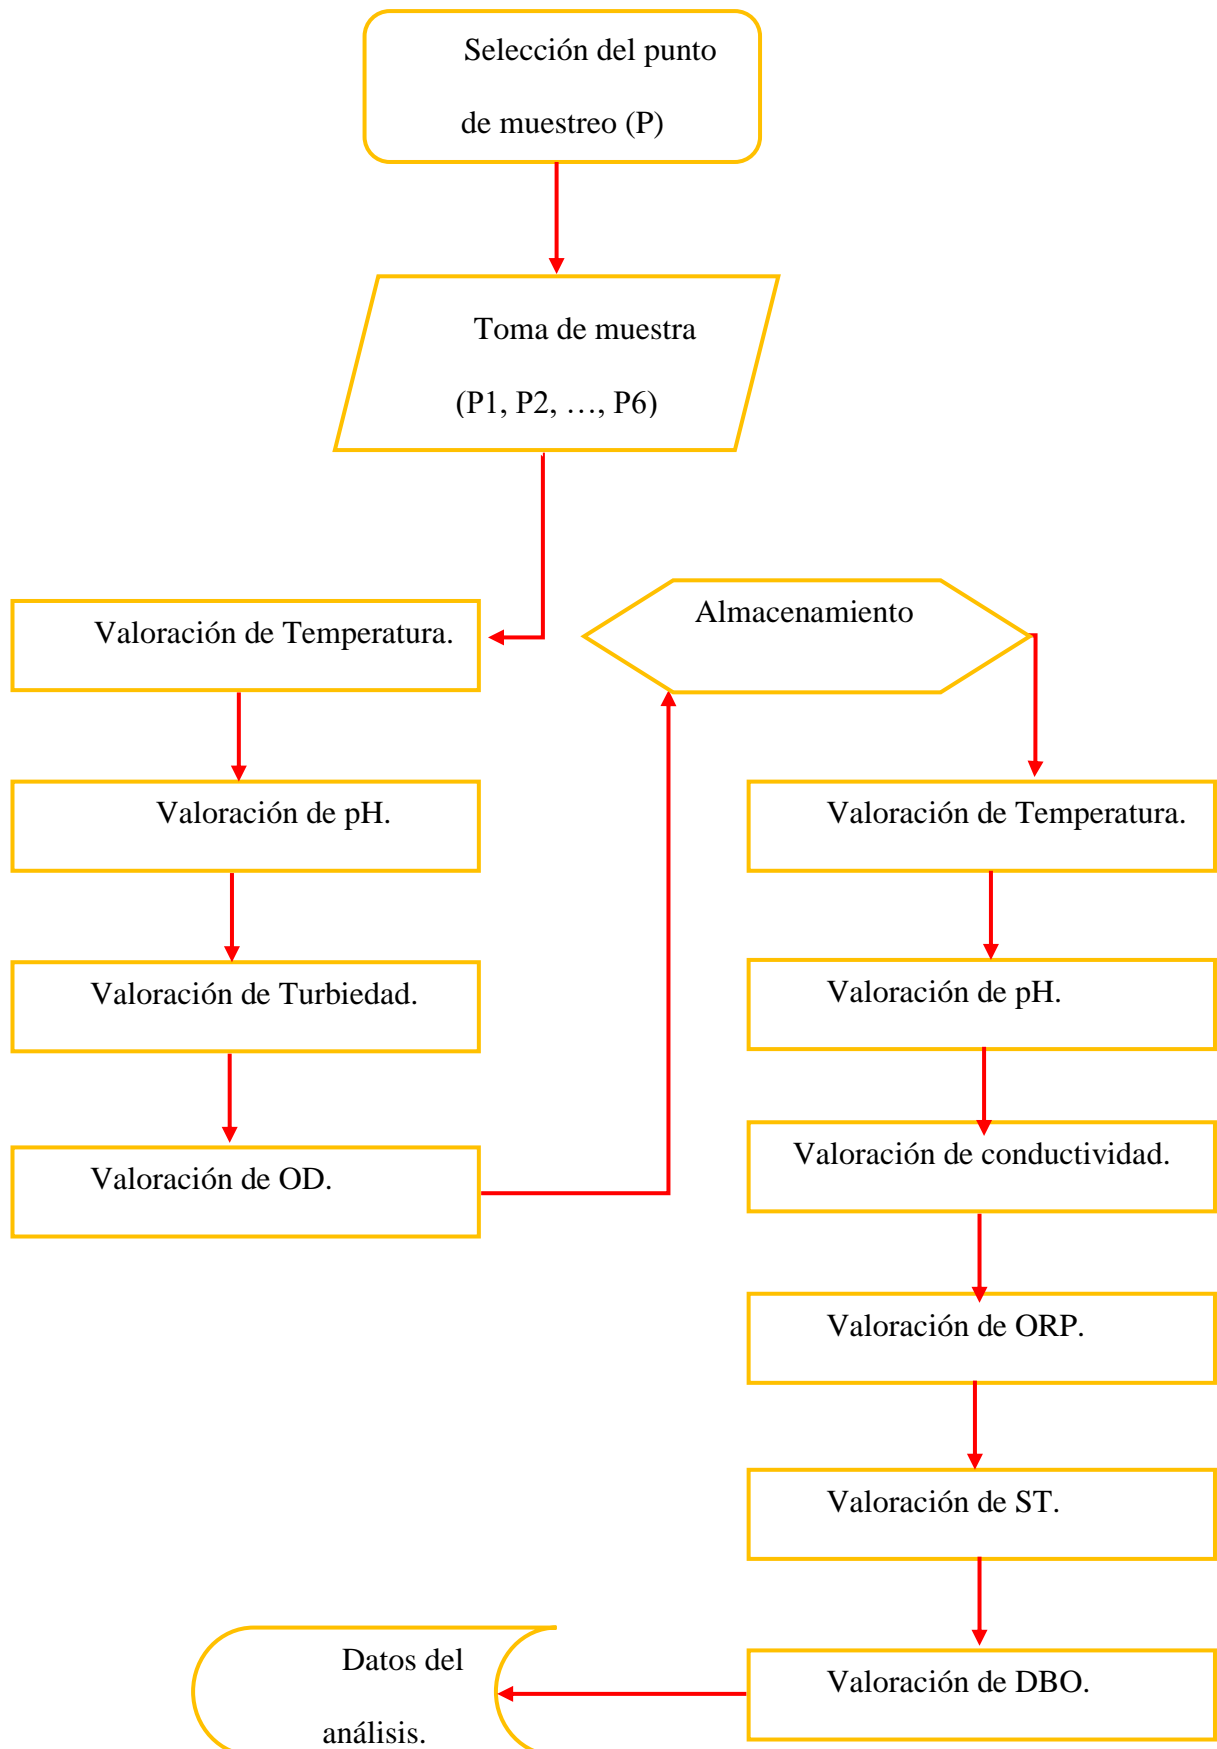 Selección del punto
de muestreo (P)
Toma de muestra
(P1, P2, …, P6)
Valoración de Temperatura.
Valoración de pH.
Valoración de Turbiedad.
Valoración de OD.
Almacenamiento
Valoración de Temperatura.
Valoración de pH.
Valoración de conductividad.
Valoración de ORP.
Valoración de ST.
Valoración de DBO.
Datos del
análisis.